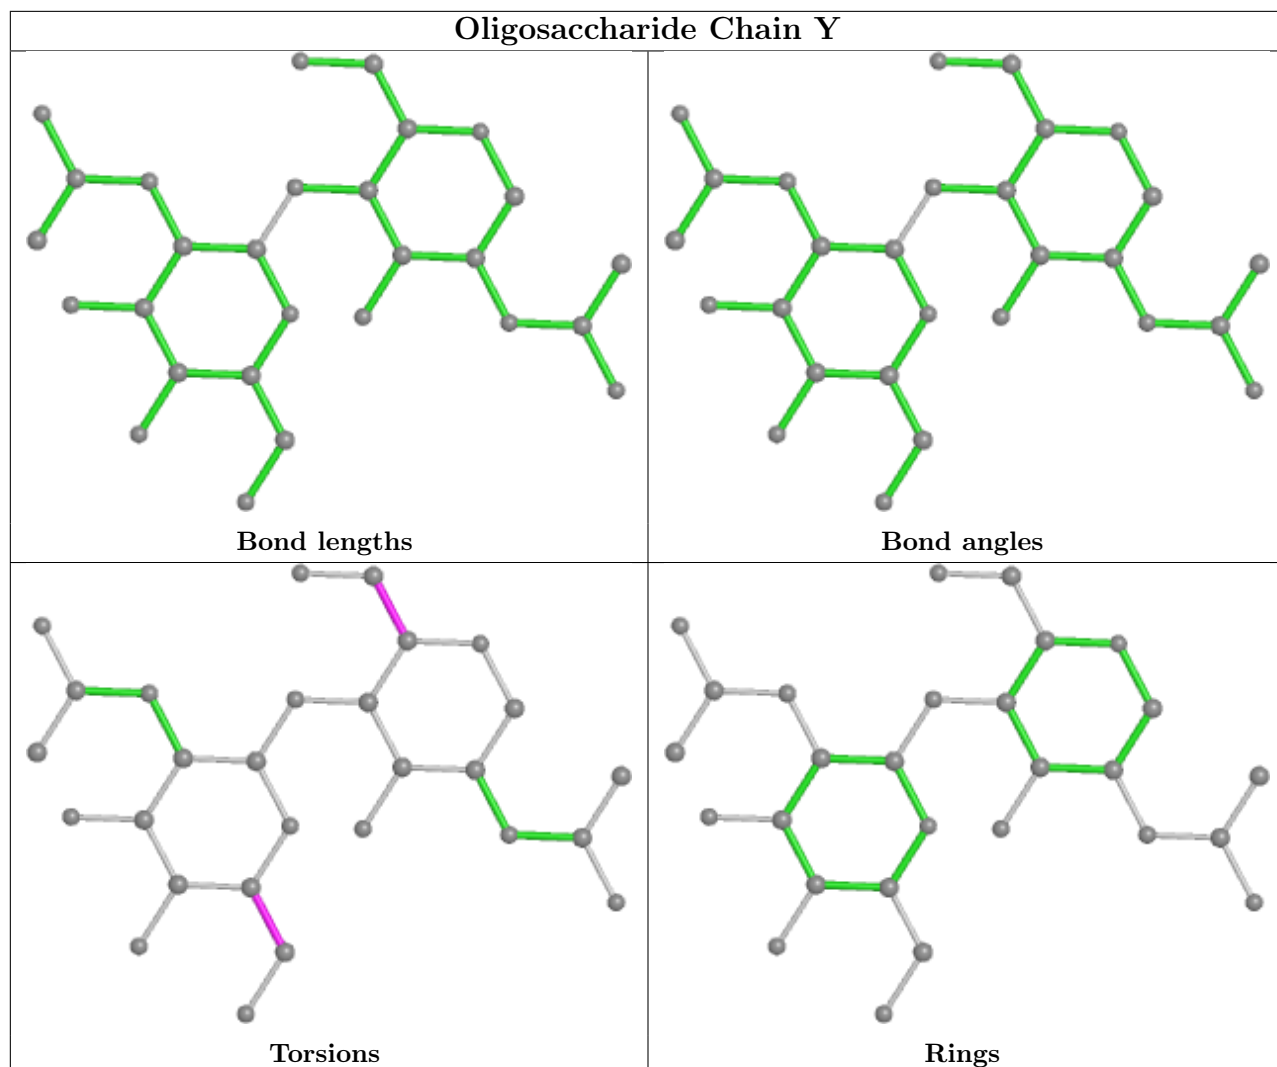 Oligosaccharide Chain Y
Bond lengths
Bond angles
Torsions
Rings